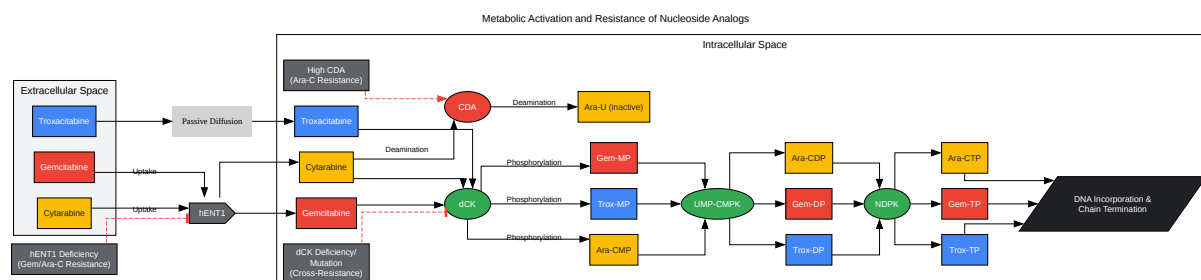 Metabolic Activation and Resistance of Nucleoside Analogs
Intracellular Space
Extracellular Space
High CDA
(Ara-C Resistance)
CDA
Deamination
Ara-U (inactive)
Troxacitabine
Passive Diffusion
Troxacitabine
Deamination
Gemcitabine
Uptake
Cytarabine
Phosphorylation
Gem-MP
Ara-CDP
Ara-CTP
Cytarabine
Uptake
hENT1
Gemcitabine
dCK
Phosphorylation
Trox-MP
UMP-CMPK
Gem-DP
NDPK
Gem-TP
DNA Incorporation &
Chain Termination
Phosphorylation
Ara-CMP
Trox-DP
Trox-TP
hENT1 Deficiency
(Gem/Ara-C Resistance)
dCK Deficiency/
Mutation
(Cross-Resistance)